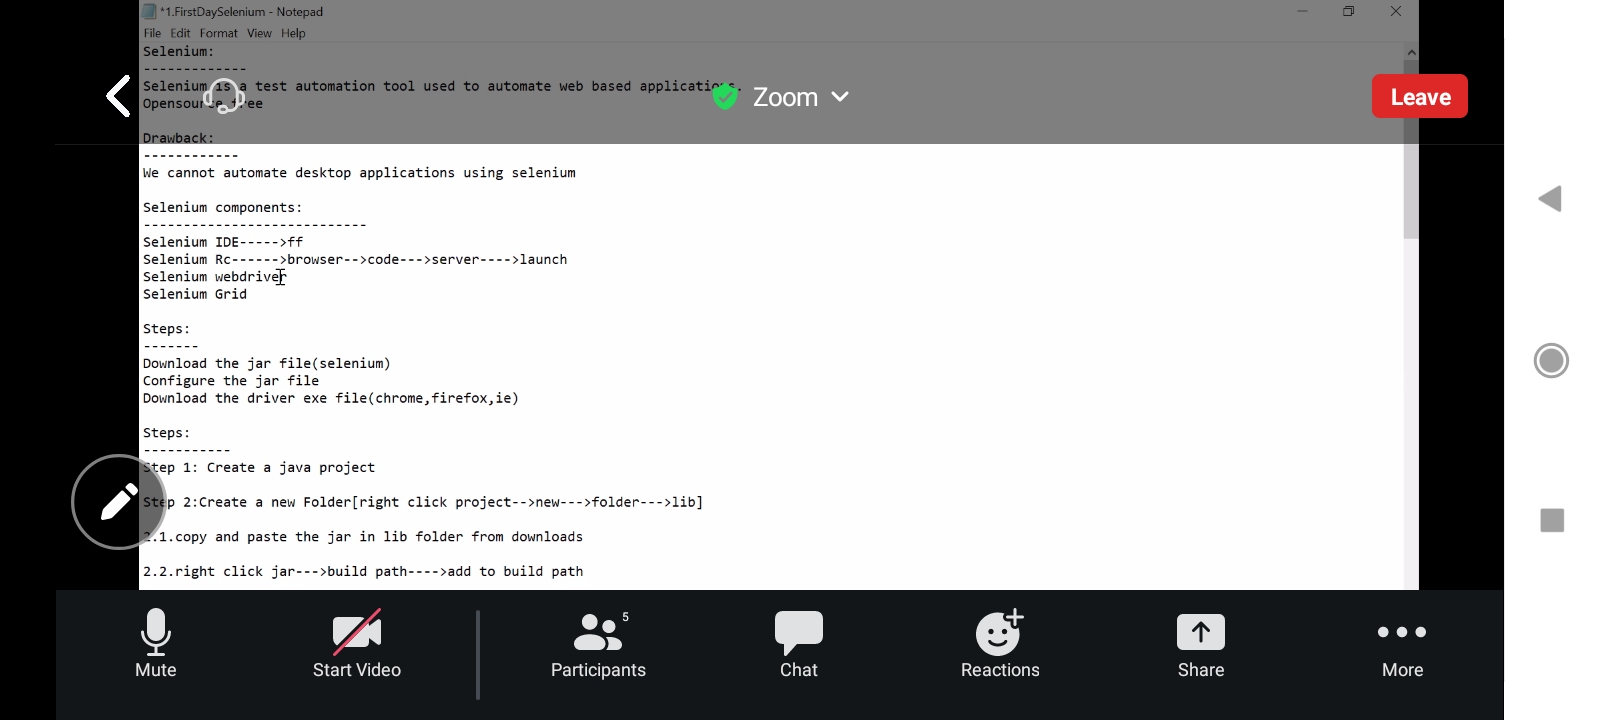 *1.FirstDaySelenium - Notepad
File Edit Format View Help
Selenium:
-------------
Selenium is a test automation tool used to automate web based applications.
Opensource free
Zoom
Leave
Drawback:
------------
We cannot automate desktop applications using selenium
Selenium components:
----------------------------
Selenium IDE----->ff
Selenium Rc------>browser-->code--->server---->launch
Selenium webdriver
Selenium Grid
Steps:
-------
Download the jar file(selenium)
Configure the jar file
Download the driver exe file(chrome,firefox,ie)
Steps:
-----------
Step 1: Create a java project
Step 2:Create a new Folder[right click project-->new--->folder--->lib]
2.1.copy and paste the jar in lib folder from downloads
2.2.right click jar--->build path---->add to build path
5
Mute Start Video Participants Chat Reactions Share More